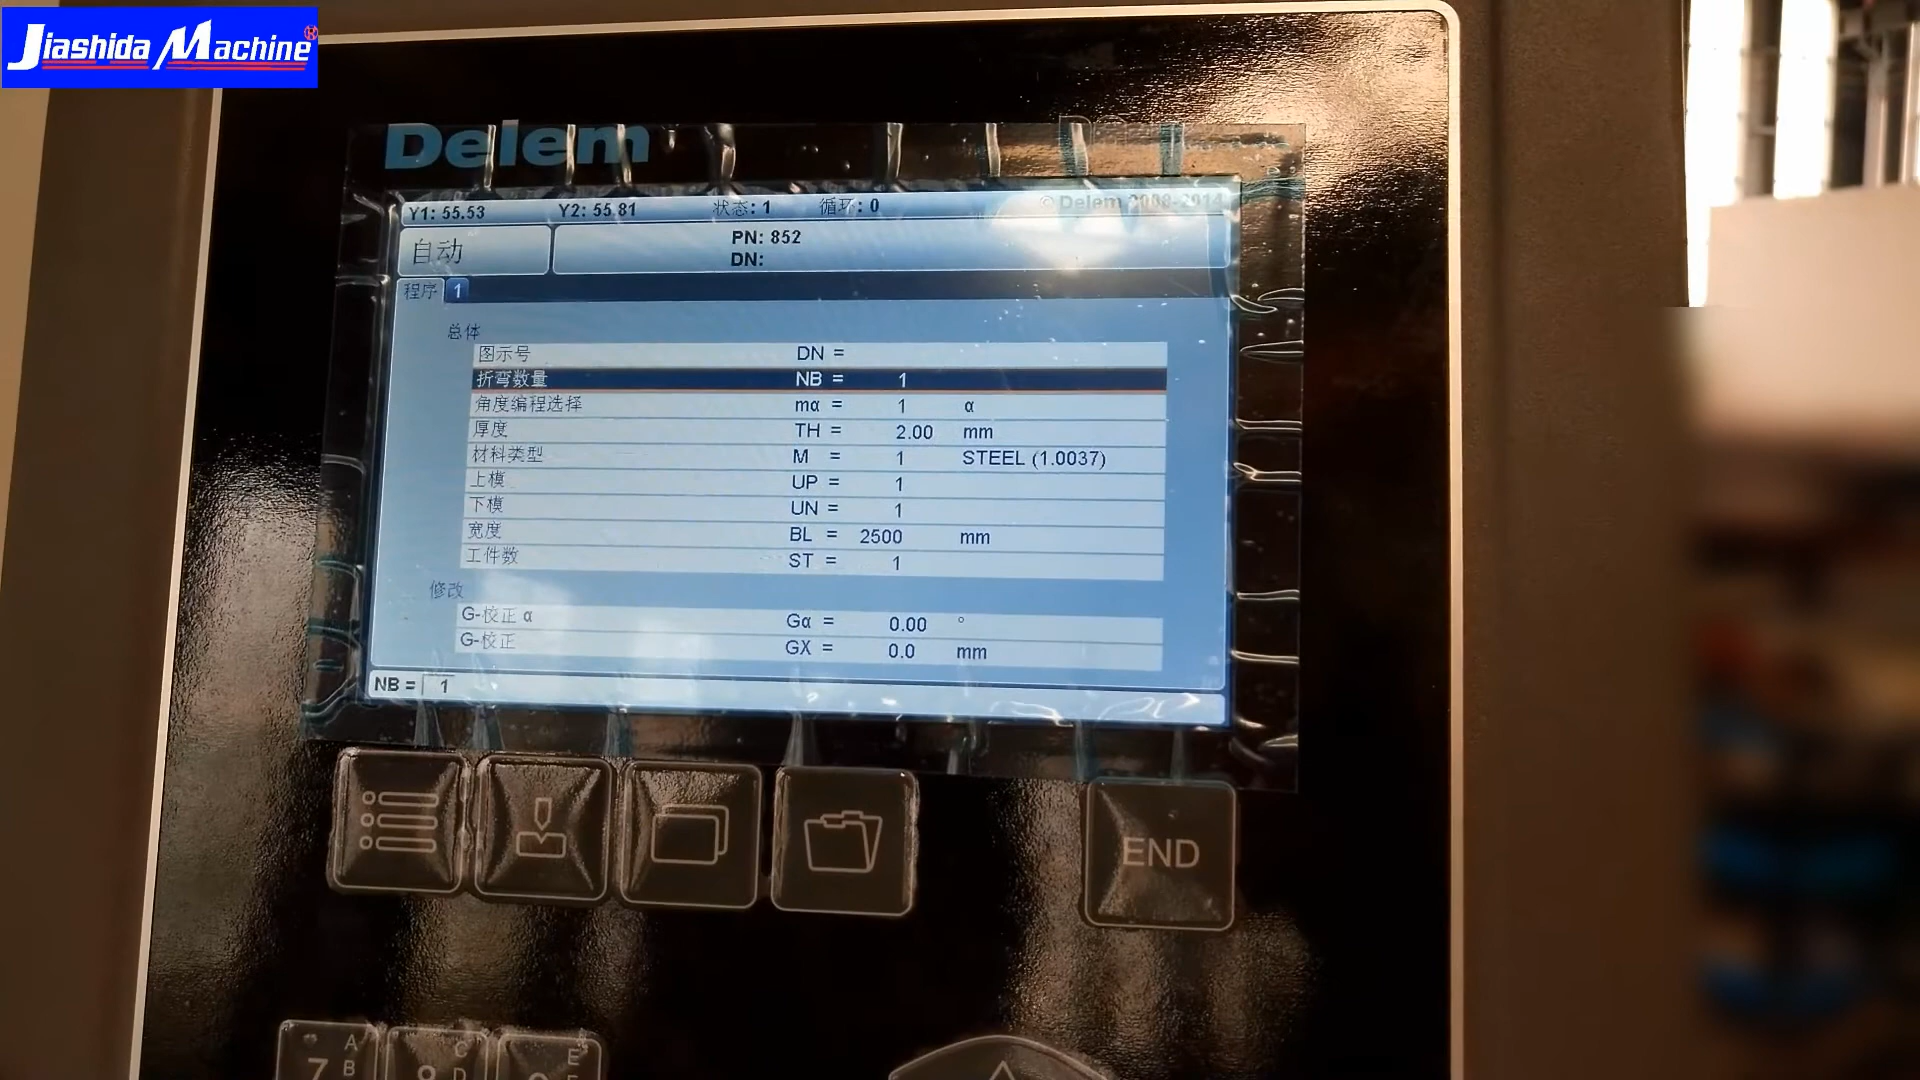 Jiashida Machine®
Delem
Y1: 55.53 Y2: 55.81 状态: 1 循环: 0 © Delem 2008-2014
自动
PN: 852
DN:
程序 1
总体
图示号 DN =
折弯数量 NB = 1
角度编程选择 mα = 1 α
厚度 TH = 2.00 mm
材料类型 M = 1 STEEL (1.0037)
上模 UP = 1
下模 UN = 1
宽度 BL = 2500 mm
工件数 ST = 1
修改
G-校正 α Gα = 0.00 °
G-校正 GX = 0.0 mm
NB = 1
END
7 A B C D E